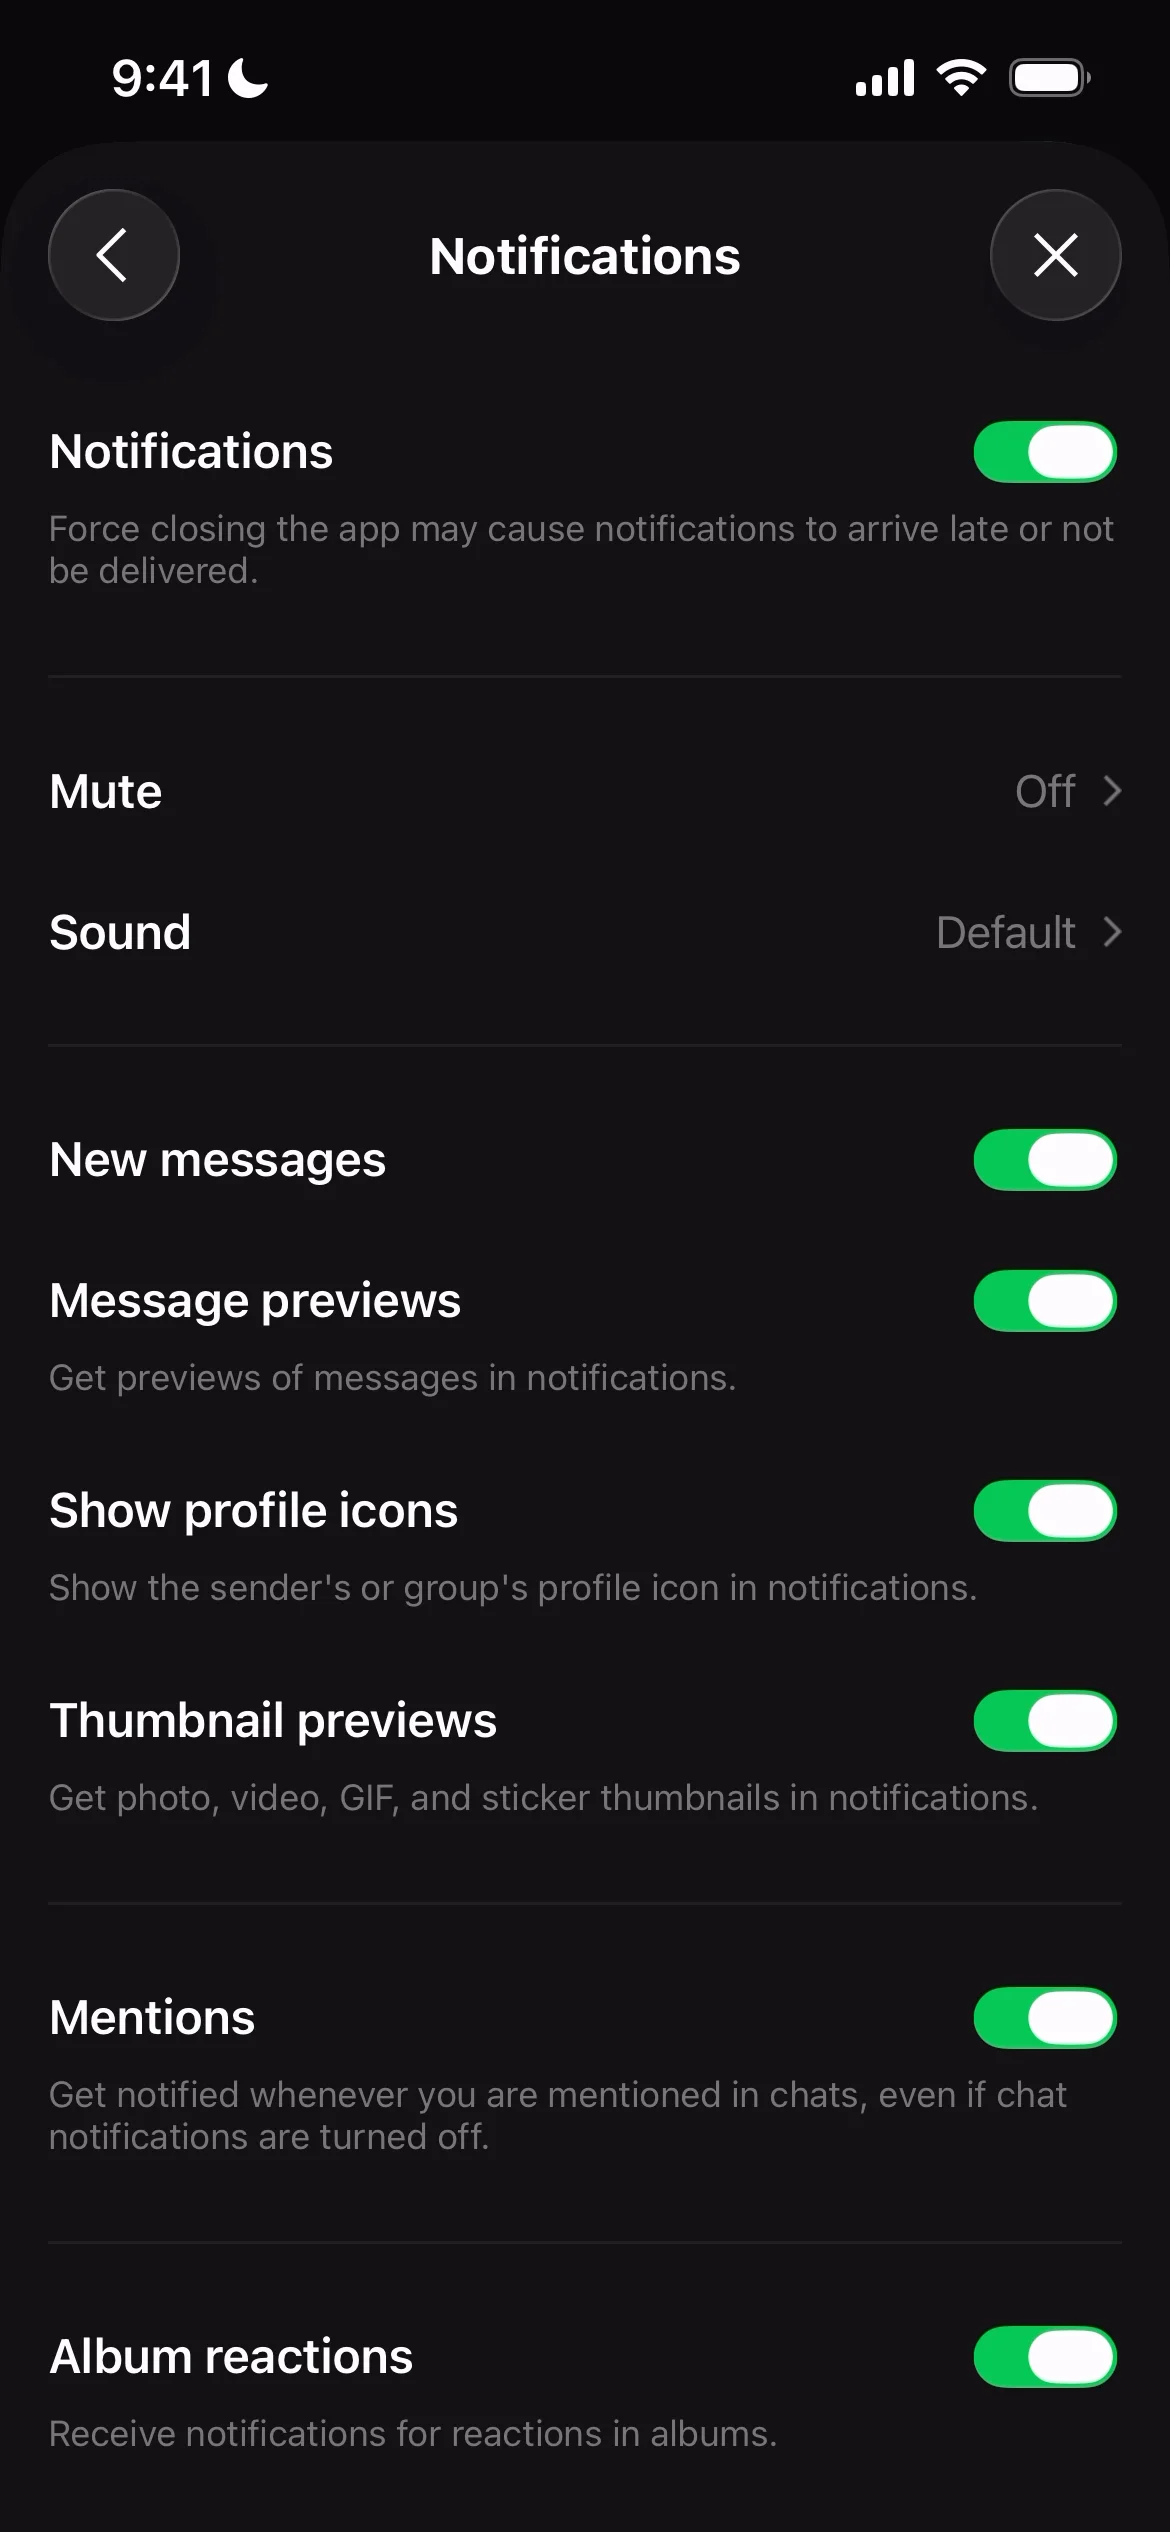 9:41
Notifications
Notifications
Force closing the app may cause notifications to arrive late or not
be delivered.
Mute
Off
Sound
Default
New messages
Message previews
Get previews of messages in notifications.
Show profile icons
Show the sender's or group's profile icon in notifications.
Thumbnail previews
Get photo, video, GIF, and sticker thumbnails in notifications.
Mentions
Get notified whenever you are mentioned in chats, even if chat
notifications are turned off.
Album reactions
Receive notifications for reactions in albums.